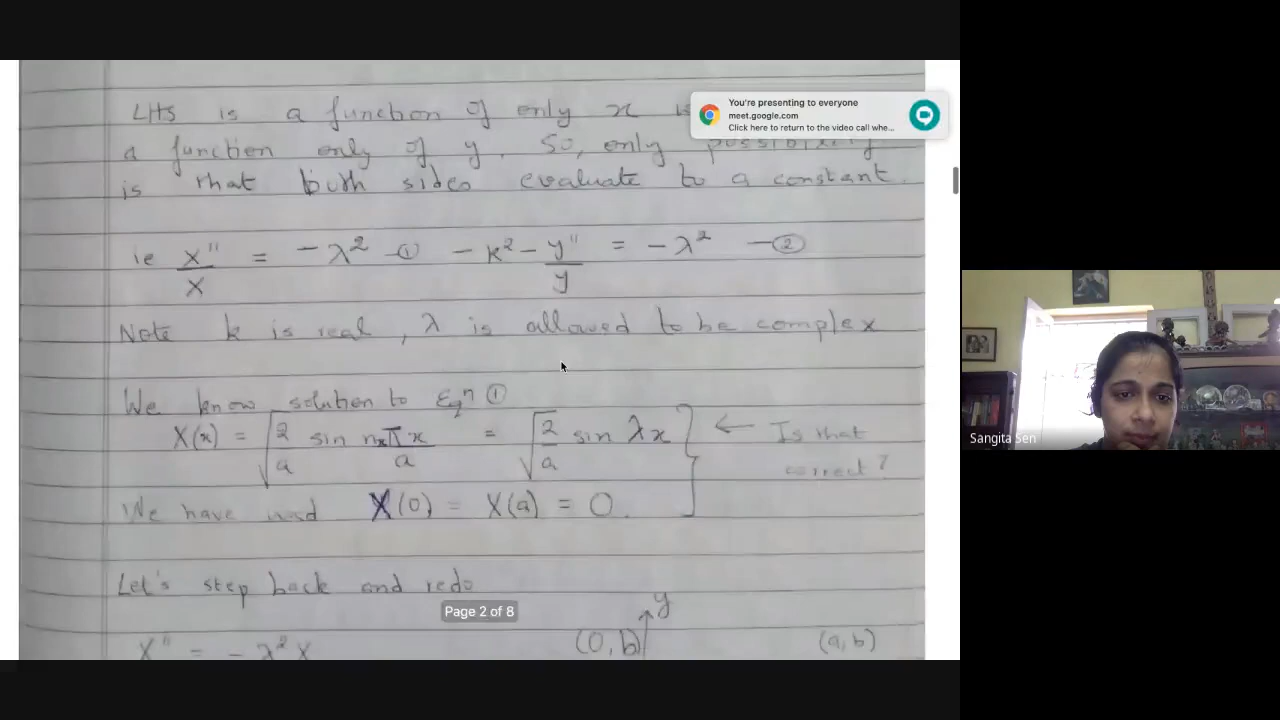 LHS is a function of only x is
a function only of y. So, only possibility
is that both sides evaluate to a constant.
ie X''/X = -λ² -① -k² - y''/y = -λ² -②
Note k is real, λ is allowed to be complex
We know solution to Eqⁿ ①
X(x) = √(2/a) sin nₓπx/a = √(2/a) sin λx ← Is that correct?
We have used X(0) = X(a) = 0.
Let's step back and redo
X'' = -λ² X
y
(0, b)
(a, b)
Page 2 of 8
You're presenting to everyone
meet.google.com
Click here to return to the video call whe...
Sangita Sen